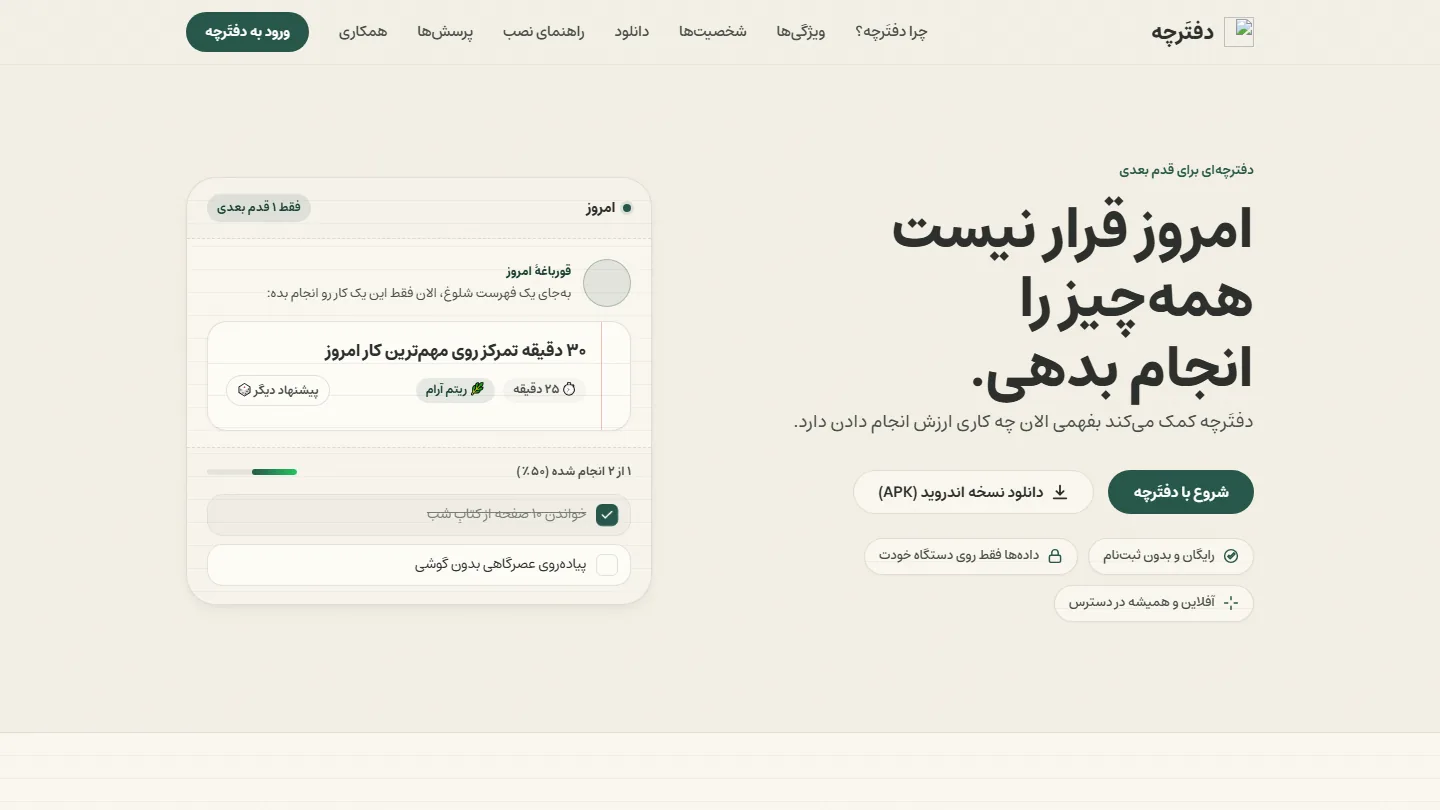 دفتَرچه
چرا دفتَرچه؟
ویژگی‌ها
شخصیت‌ها
دانلود
راهنمای نصب
پرسش‌ها
همکاری
ورود به دفتَرچه
دفترچه‌ای برای قدم بعدی
امروز قرار نیست
همه‌چیز را
انجام بدهی.
دفتَرچه کمک می‌کند بفهمی الان چه کاری ارزش انجام دادن دارد.
شروع با دفتَرچه
دانلود نسخه اندروید (APK)
رایگان و بدون ثبت‌نام
داده‌ها فقط روی دستگاه خودت
آفلاین و همیشه در دسترس
امروز
فقط ۱ قدم بعدی
قورباغهٔ امروز
به‌جای یک فهرست شلوغ، الان فقط این یک کار رو انجام بده:
۳۰ دقیقه تمرکز روی مهم‌ترین کار امروز
۲۵ دقیقه
ریتم آرام
پیشنهاد دیگر
۱ از ۲ انجام شده (۵۰٪)
خواندن ۱۰ صفحه از کتابِ شب
پیاده‌روی عصرگاهی بدون گوشی